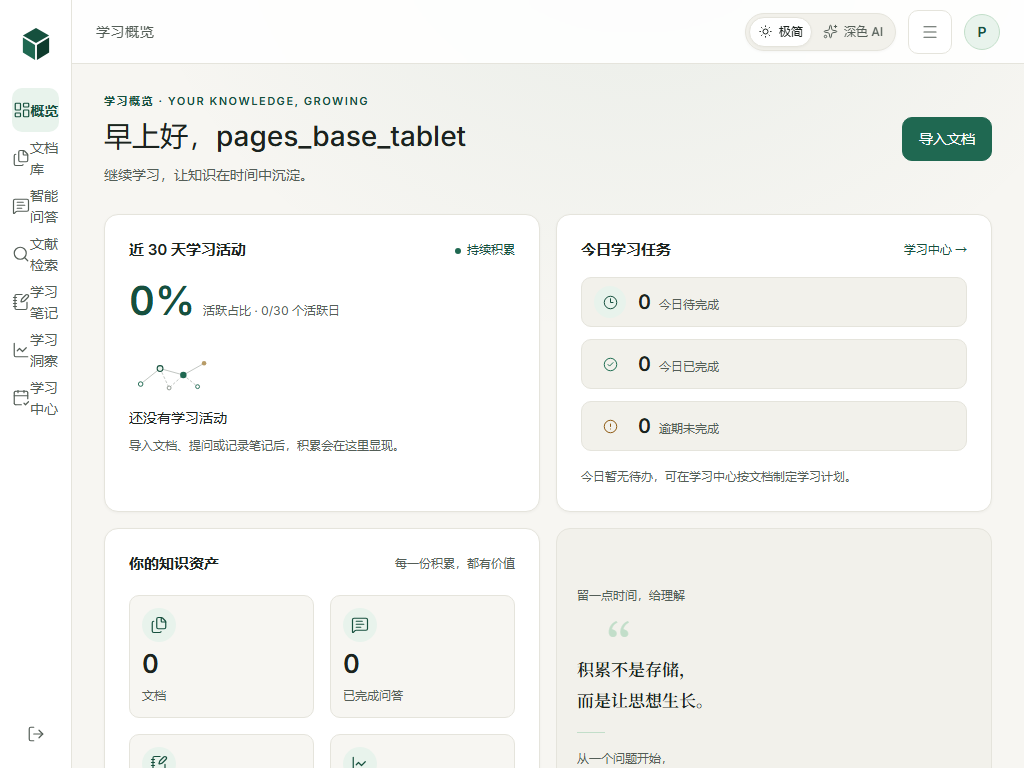 学习概览
极简
深色 AI
P
概览
文档
库
智能
问答
文献
检索
学习
笔记
学习
洞察
学习
中心
学习概览 · YOUR KNOWLEDGE, GROWING
早上好，pages_base_tablet
继续学习，让知识在时间中沉淀。
导入文档
近 30 天学习活动
持续积累
0%
活跃占比 · 0/30 个活跃日
还没有学习活动
导入文档、提问或记录笔记后，积累会在这里显现。
今日学习任务
学习中心 →
0 今日待完成
0 今日已完成
0 逾期未完成
今日暂无待办，可在学习中心按文档制定学习计划。
你的知识资产
每一份积累，都有价值
0
文档
0
已完成问答
留一点时间，给理解
“
积累不是存储，
而是让思想生长。
从一个问题开始，